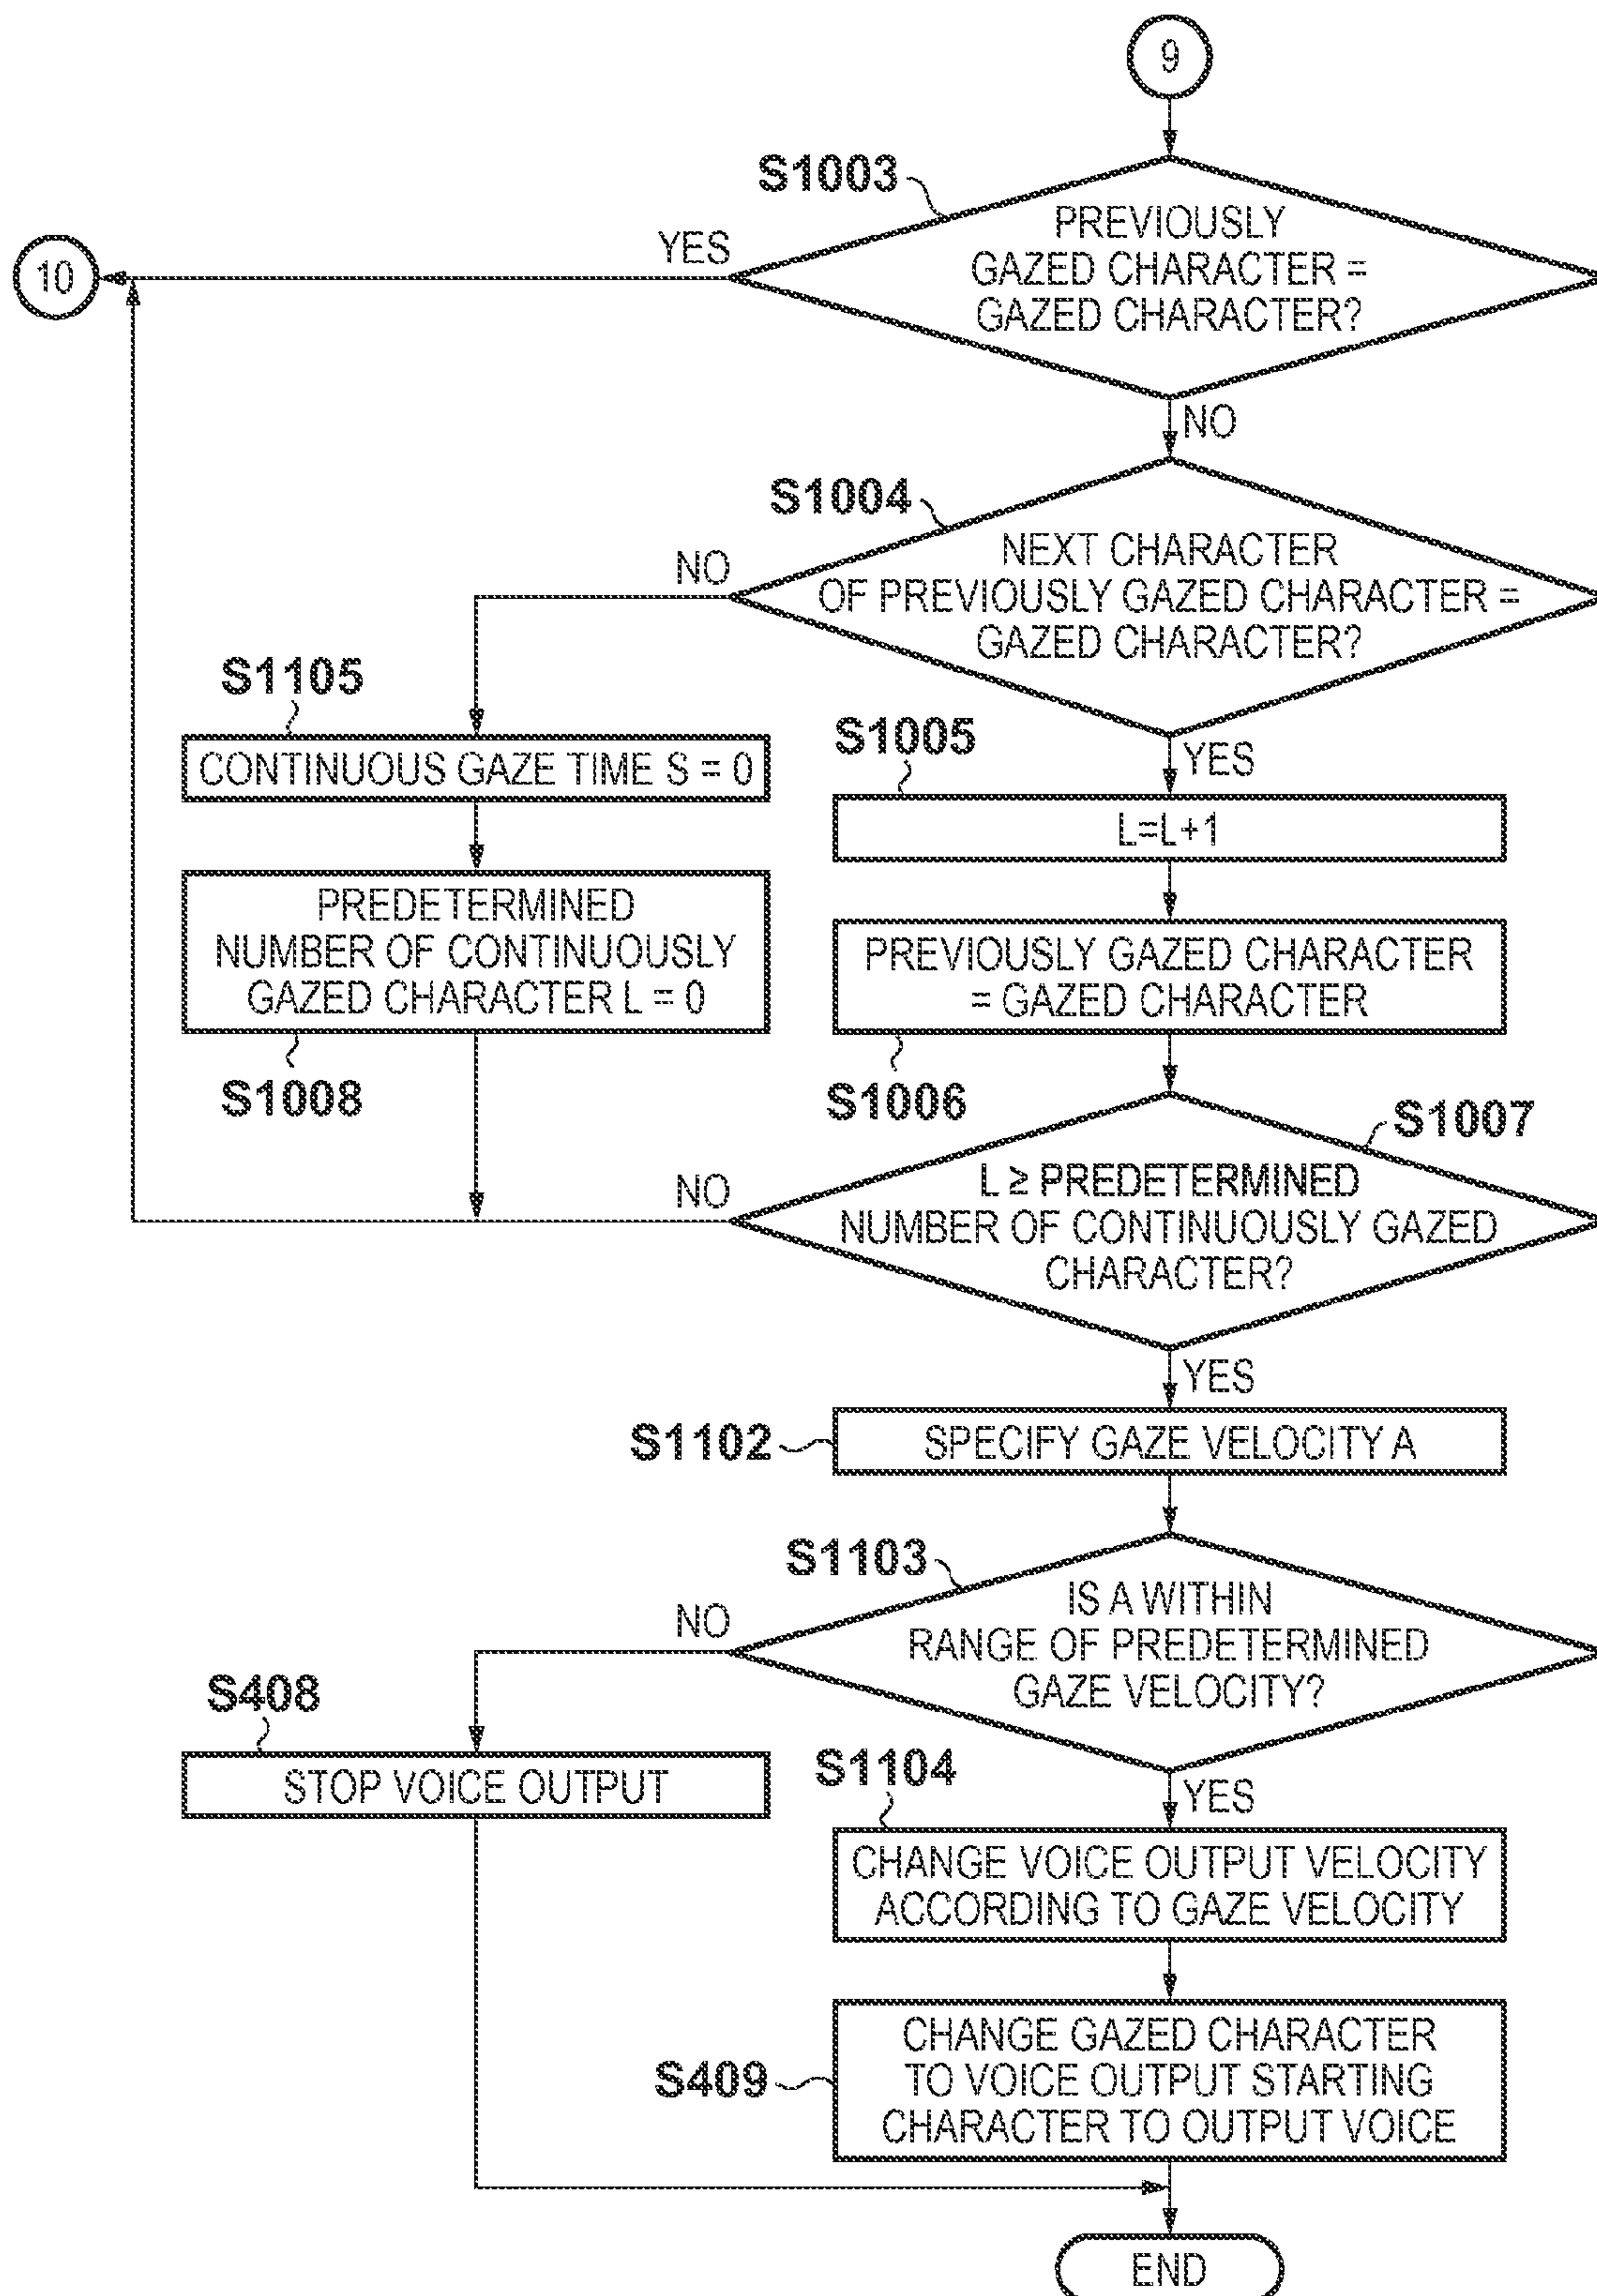 9
S1003
PREVIOUSLY
GAZED CHARACTER =
GAZED CHARACTER?
YES
10
NO
S1004
NEXT CHARACTER
OF PREVIOUSLY GAZED CHARACTER =
GAZED CHARACTER?
NO
S1105
CONTINUOUS GAZE TIME S = 0
YES
S1005
L=L+1
PREDETERMINED
NUMBER OF CONTINUOUSLY
GAZED CHARACTER L = 0
S1008
PREVIOUSLY GAZED CHARACTER
= GAZED CHARACTER
S1006
S1007
L ≥ PREDETERMINED
NUMBER OF CONTINUOUSLY GAZED
CHARACTER?
NO
YES
S1102
SPECIFY GAZE VELOCITY A
S1103
IS A WITHIN
RANGE OF PREDETERMINED
GAZE VELOCITY?
NO
S408
STOP VOICE OUTPUT
YES
S1104
CHANGE VOICE OUTPUT VELOCITY
ACCORDING TO GAZE VELOCITY
S409
CHANGE GAZED CHARACTER
TO VOICE OUTPUT STARTING
CHARACTER TO OUTPUT VOICE
END